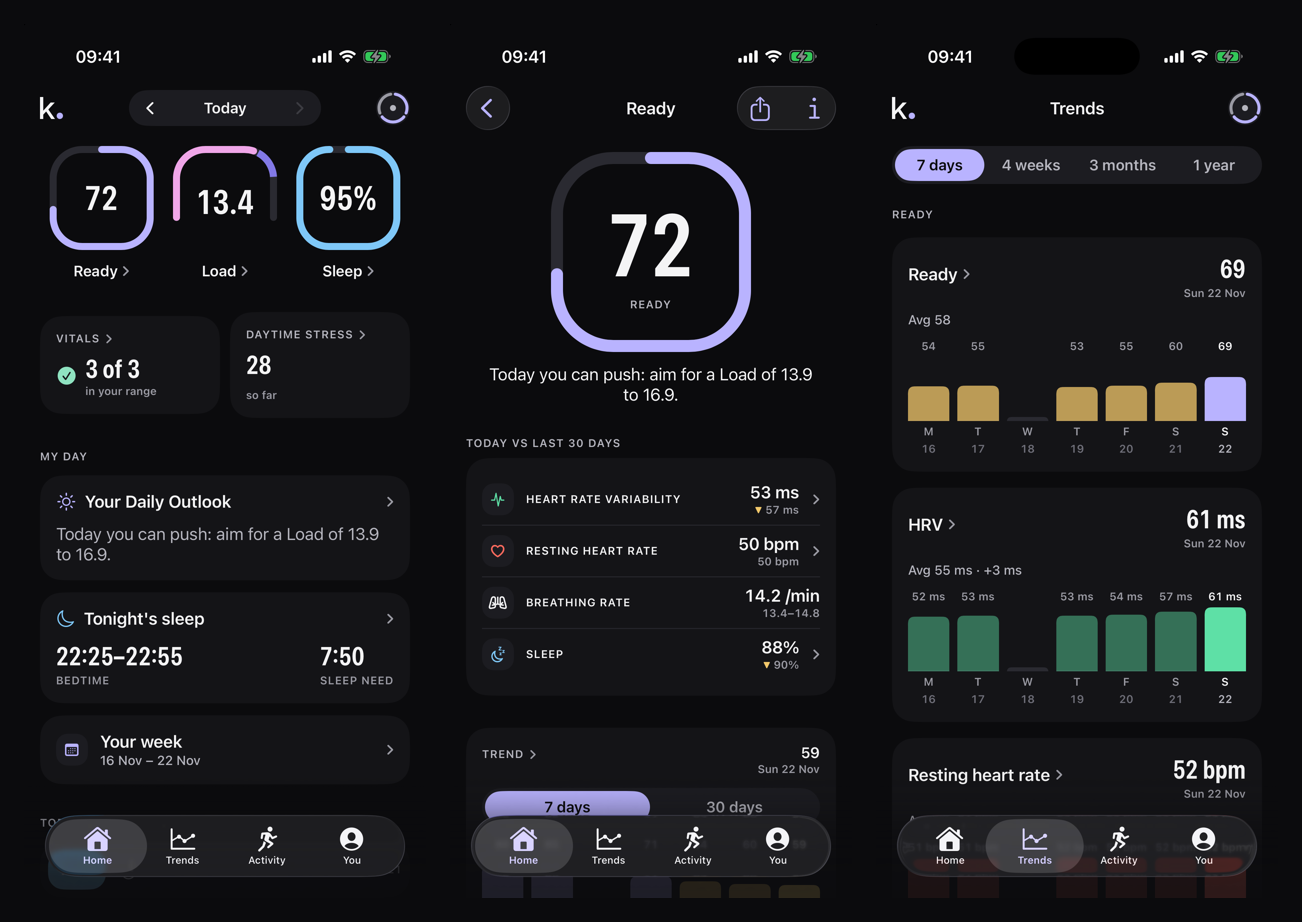 09:41
k.
Today
72
13.4
95%
Ready
Load
Sleep
VITALS
3 of 3
in your range
DAYTIME STRESS
28
so far
MY DAY
Your Daily Outlook
Today you can push: aim for a Load of 13.9
to 16.9.
Tonight's sleep
22:25–22:55
7:50
BEDTIME
SLEEP NEED
Your week
16 Nov – 22 Nov
Home
Trends
Activity
You
09:41
Ready
72
READY
Today you can push: aim for a Load of 13.9
to 16.9.
TODAY VS LAST 30 DAYS
HEART RATE VARIABILITY
53 ms
▼ 57 ms
RESTING HEART RATE
50 bpm
50 bpm
BREATHING RATE
14.2 /min
13.4–14.8
SLEEP
88%
▼ 90%
TREND
59
Sun 22 Nov
7 days
30 days
Home
Trends
Activity
You
09:41
k.
Trends
7 days
4 weeks
3 months
1 year
READY
Ready
69
Sun 22 Nov
Avg 58
54 55 53 55 60 69
M T W T F S S
16 17 18 19 20 21 22
HRV
61 ms
Sun 22 Nov
Avg 55 ms · +3 ms
52 ms 53 ms 53 ms 54 ms 57 ms 61 ms
M T W T F S S
16 17 18 19 20 21 22
Resting heart rate
52 bpm
Sun 22 Nov
Home
Trends
Activity
You